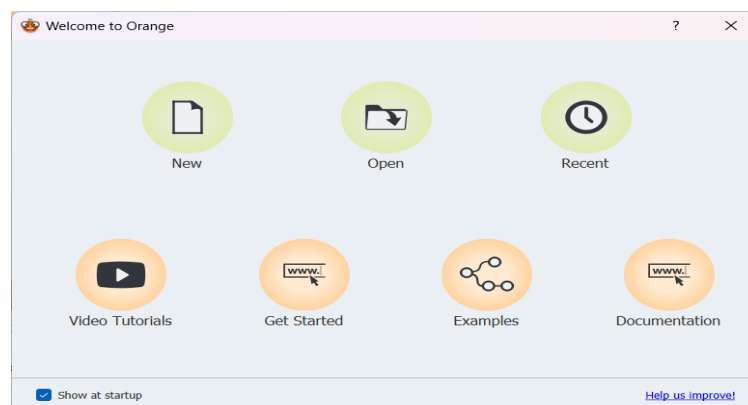 Welcome to Orange ?
New Open Recent
www. www.
Video Tutorials Get Started Examples Documentation
Show at startup Help us improve!